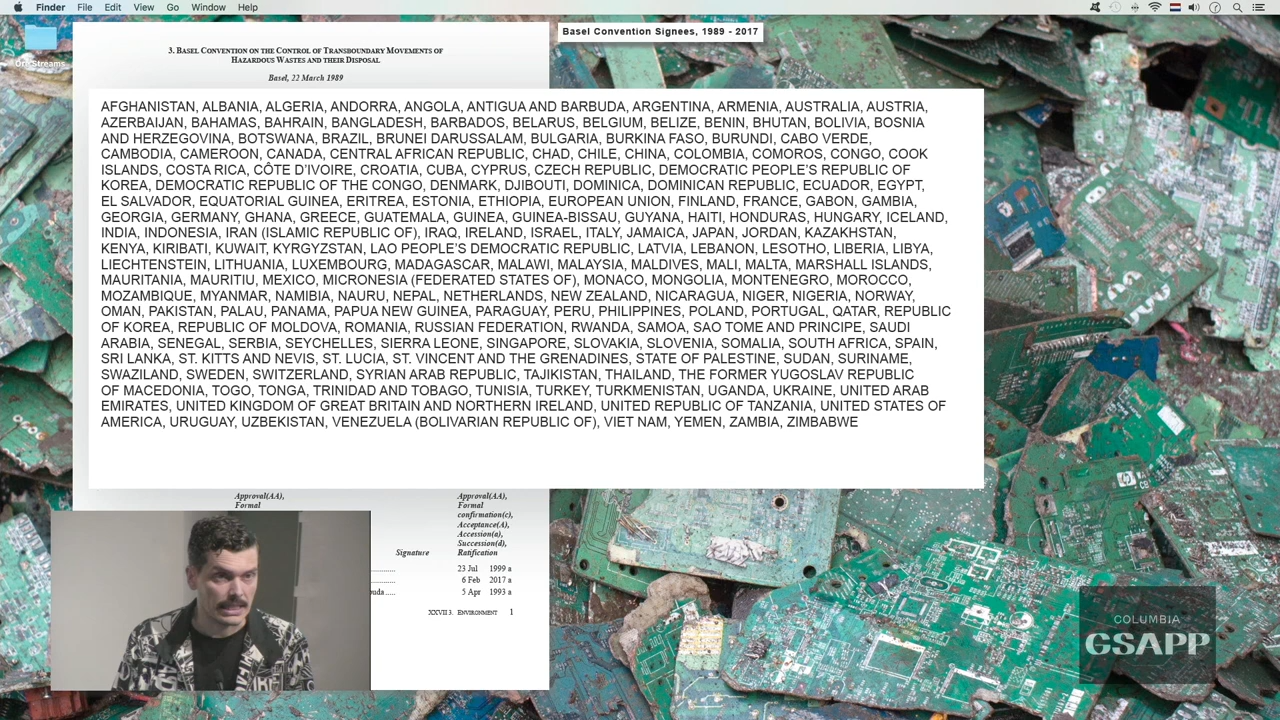 Finder File Edit View Go Window Help
Basel Convention Signees, 1989 - 2017
3. BASEL CONVENTION ON THE CONTROL OF TRANSBOUNDARY MOVEMENTS OF
HAZARDOUS WASTES AND THEIR DISPOSAL
Basel, 22 March 1989
AFGHANISTAN, ALBANIA, ALGERIA, ANDORRA, ANGOLA, ANTIGUA AND BARBUDA, ARGENTINA, ARMENIA, AUSTRALIA, AUSTRIA,
AZERBAIJAN, BAHAMAS, BAHRAIN, BANGLADESH, BARBADOS, BELARUS, BELGIUM, BELIZE, BENIN, BHUTAN, BOLIVIA, BOSNIA
AND HERZEGOVINA, BOTSWANA, BRAZIL, BRUNEI DARUSSALAM, BULGARIA, BURKINA FASO, BURUNDI, CABO VERDE,
CAMBODIA, CAMEROON, CANADA, CENTRAL AFRICAN REPUBLIC, CHAD, CHILE, CHINA, COLOMBIA, COMOROS, CONGO, COOK
ISLANDS, COSTA RICA, CÔTE D'IVOIRE, CROATIA, CUBA, CYPRUS, CZECH REPUBLIC, DEMOCRATIC PEOPLE'S REPUBLIC OF
KOREA, DEMOCRATIC REPUBLIC OF THE CONGO, DENMARK, DJIBOUTI, DOMINICA, DOMINICAN REPUBLIC, ECUADOR, EGYPT,
EL SALVADOR, EQUATORIAL GUINEA, ERITREA, ESTONIA, ETHIOPIA, EUROPEAN UNION, FINLAND, FRANCE, GABON, GAMBIA,
GEORGIA, GERMANY, GHANA, GREECE, GUATEMALA, GUINEA, GUINEA-BISSAU, GUYANA, HAITI, HONDURAS, HUNGARY, ICELAND,
INDIA, INDONESIA, IRAN (ISLAMIC REPUBLIC OF), IRAQ, IRELAND, ISRAEL, ITALY, JAMAICA, JAPAN, JORDAN, KAZAKHSTAN,
KENYA, KIRIBATI, KUWAIT, KYRGYZSTAN, LAO PEOPLE'S DEMOCRATIC REPUBLIC, LATVIA, LEBANON, LESOTHO, LIBERIA, LIBYA,
LIECHTENSTEIN, LITHUANIA, LUXEMBOURG, MADAGASCAR, MALAWI, MALAYSIA, MALDIVES, MALI, MALTA, MARSHALL ISLANDS,
MAURITANIA, MAURITIU, MEXICO, MICRONESIA (FEDERATED STATES OF), MONACO, MONGOLIA, MONTENEGRO, MOROCCO,
MOZAMBIQUE, MYANMAR, NAMIBIA, NAURU, NEPAL, NETHERLANDS, NEW ZEALAND, NICARAGUA, NIGER, NIGERIA, NORWAY,
OMAN, PAKISTAN, PALAU, PANAMA, PAPUA NEW GUINEA, PARAGUAY, PERU, PHILIPPINES, POLAND, PORTUGAL, QATAR, REPUBLIC
OF KOREA, REPUBLIC OF MOLDOVA, ROMANIA, RUSSIAN FEDERATION, RWANDA, SAMOA, SAO TOME AND PRINCIPE, SAUDI
ARABIA, SENEGAL, SERBIA, SEYCHELLES, SIERRA LEONE, SINGAPORE, SLOVAKIA, SLOVENIA, SOMALIA, SOUTH AFRICA, SPAIN,
SRI LANKA, ST. KITTS AND NEVIS, ST. LUCIA, ST. VINCENT AND THE GRENADINES, STATE OF PALESTINE, SUDAN, SURINAME,
SWAZILAND, SWEDEN, SWITZERLAND, SYRIAN ARAB REPUBLIC, TAJIKISTAN, THAILAND, THE FORMER YUGOSLAV REPUBLIC
OF MACEDONIA, TOGO, TONGA, TRINIDAD AND TOBAGO, TUNISIA, TURKEY, TURKMENISTAN, UGANDA, UKRAINE, UNITED ARAB
EMIRATES, UNITED KINGDOM OF GREAT BRITAIN AND NORTHERN IRELAND, UNITED REPUBLIC OF TANZANIA, UNITED STATES OF
AMERICA, URUGUAY, UZBEKISTAN, VENEZUELA (BOLIVARIAN REPUBLIC OF), VIET NAM, YEMEN, ZAMBIA, ZIMBABWE
Approval(AA), Approval(AA),
Formal Formal
confirmation(c),
Acceptance(A),
Accession(a),
Succession(d),
Signature Ratification
23 Jul 1999 a
6 Feb 2017 a
uda ..... 5 Apr 1993 a
XXVII 3. ENVIRONMENT 1
COLUMBIA
GSAPP